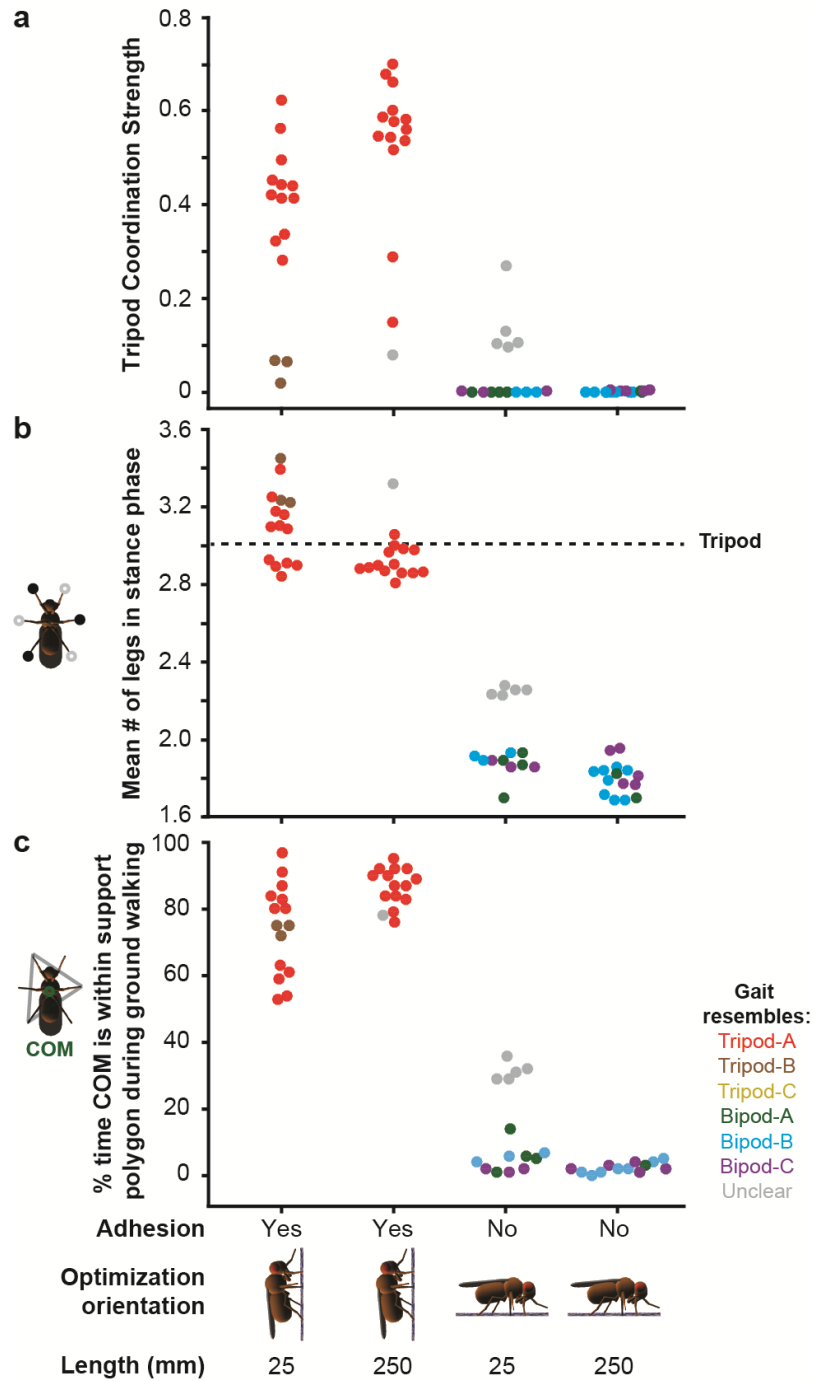 a
Tripod Coordination Strength
0.8
0.6
0.4
0.2
0
b
Mean # of legs in stance phase
3.6
3.2
2.8
2.4
2.0
1.6
Tripod
c
% time COM is within support
polygon during ground walking
100
80
60
40
20
0
COM
Gait
resembles:
Tripod-A
Tripod-B
Tripod-C
Bipod-A
Bipod-B
Bipod-C
Unclear
Adhesion Yes Yes No No
Optimization
orientation
Length (mm) 25 250 25 250